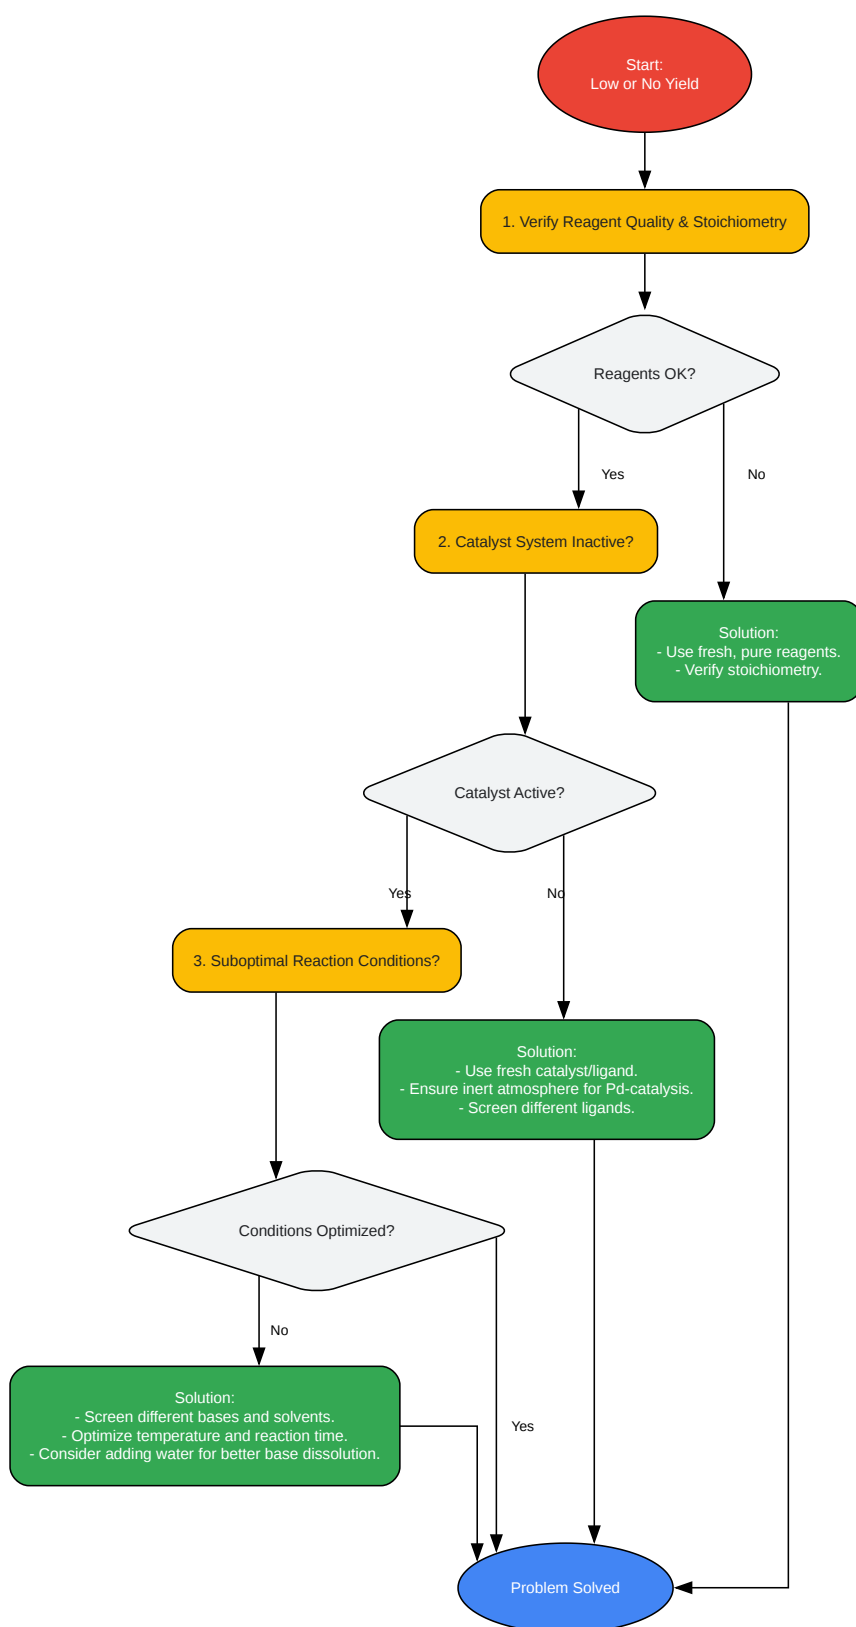 Start:
Low or No Yield
1. Verify Reagent Quality & Stoichiometry
Reagents OK?
Yes
No
2. Catalyst System Inactive?
Solution:
- Use fresh, pure reagents.
- Verify stoichiometry.
Catalyst Active?
Yes
No
3. Suboptimal Reaction Conditions?
Solution:
- Use fresh catalyst/ligand.
- Ensure inert atmosphere for Pd-catalysis.
- Screen different ligands.
Conditions Optimized?
No
Solution:
- Screen different bases and solvents.
- Optimize temperature and reaction time.
- Consider adding water for better base dissolution.
Yes
Problem Solved